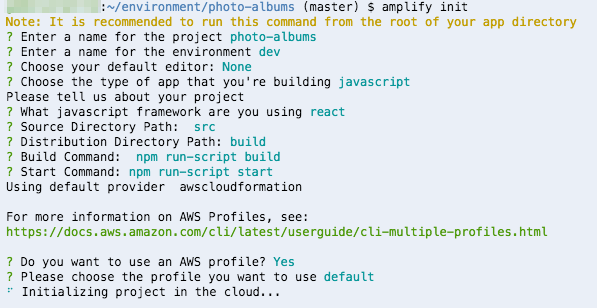 :~/environment/photo-albums (master) $ amplify init
Note: It is recommended to run this command from the root of your app directory
? Enter a name for the project photo-albums
? Enter a name for the environment dev
? Choose your default editor: None
? Choose the type of app that you're building javascript
Please tell us about your project
? What javascript framework are you using react
? Source Directory Path:  src
? Distribution Directory Path: build
? Build Command:  npm run-script build
? Start Command: npm run-script start
Using default provider  awscloudformation
For more information on AWS Profiles, see:
https://docs.aws.amazon.com/cli/latest/userguide/cli-multiple-profiles.html
? Do you want to use an AWS profile? Yes
? Please choose the profile you want to use default
Initializing project in the cloud...